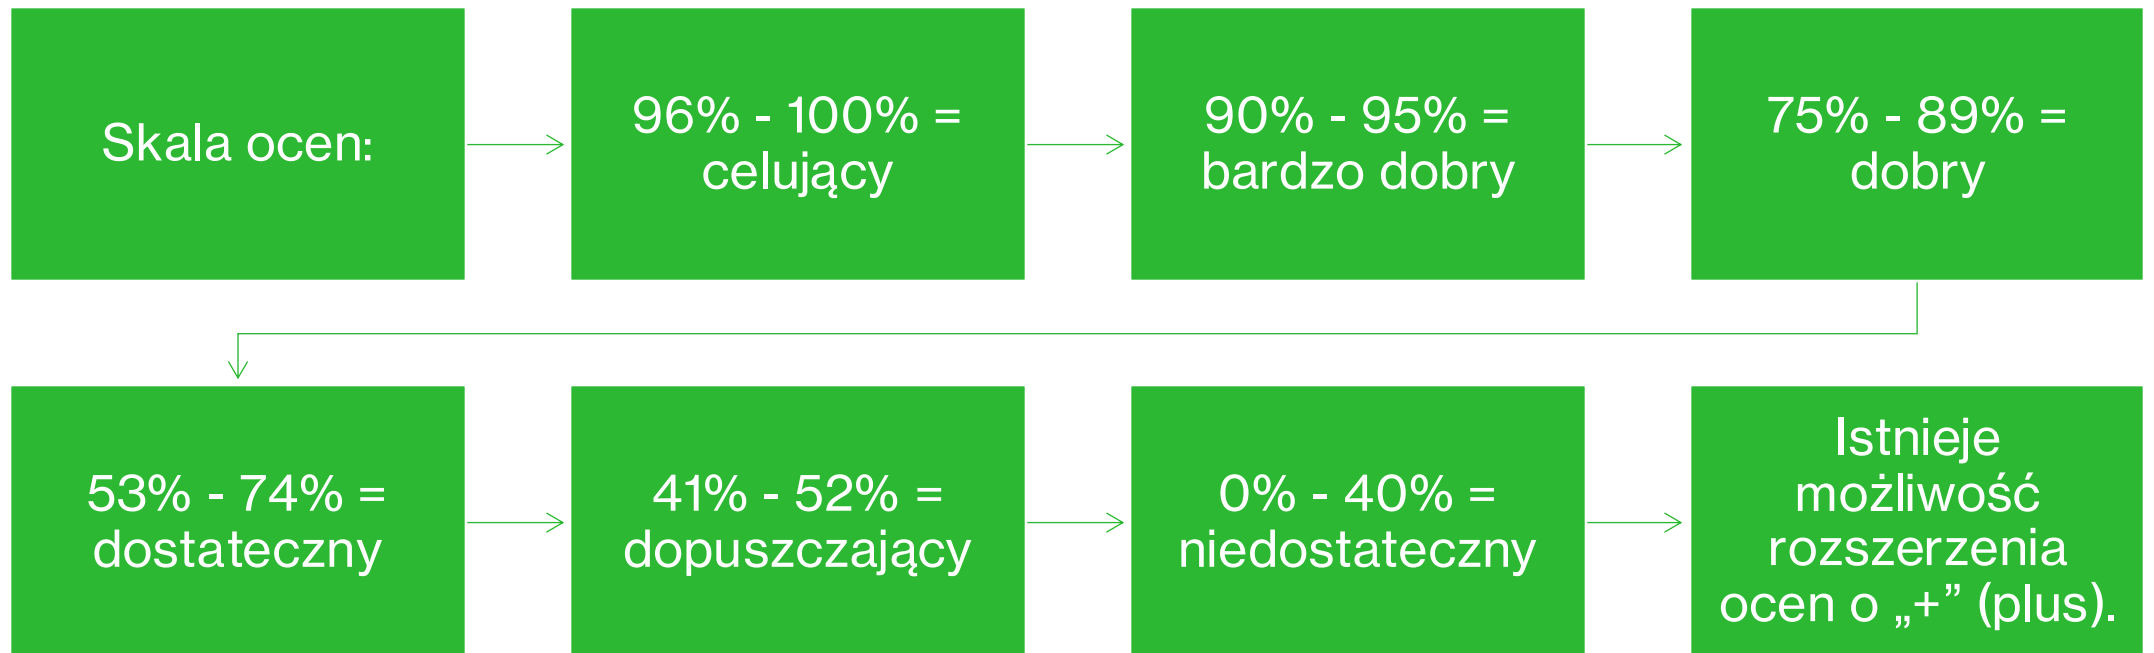 Skala ocen:
96% - 100% =
celujący
90% - 95% =
bardzo dobry
75% - 89% =
dobry
53% - 74% =
dostateczny
41% - 52% =
dopuszczający
0% - 40% =
niedostateczny
Istnieje
możliwość
rozszerzenia
ocen o „+” (plus).